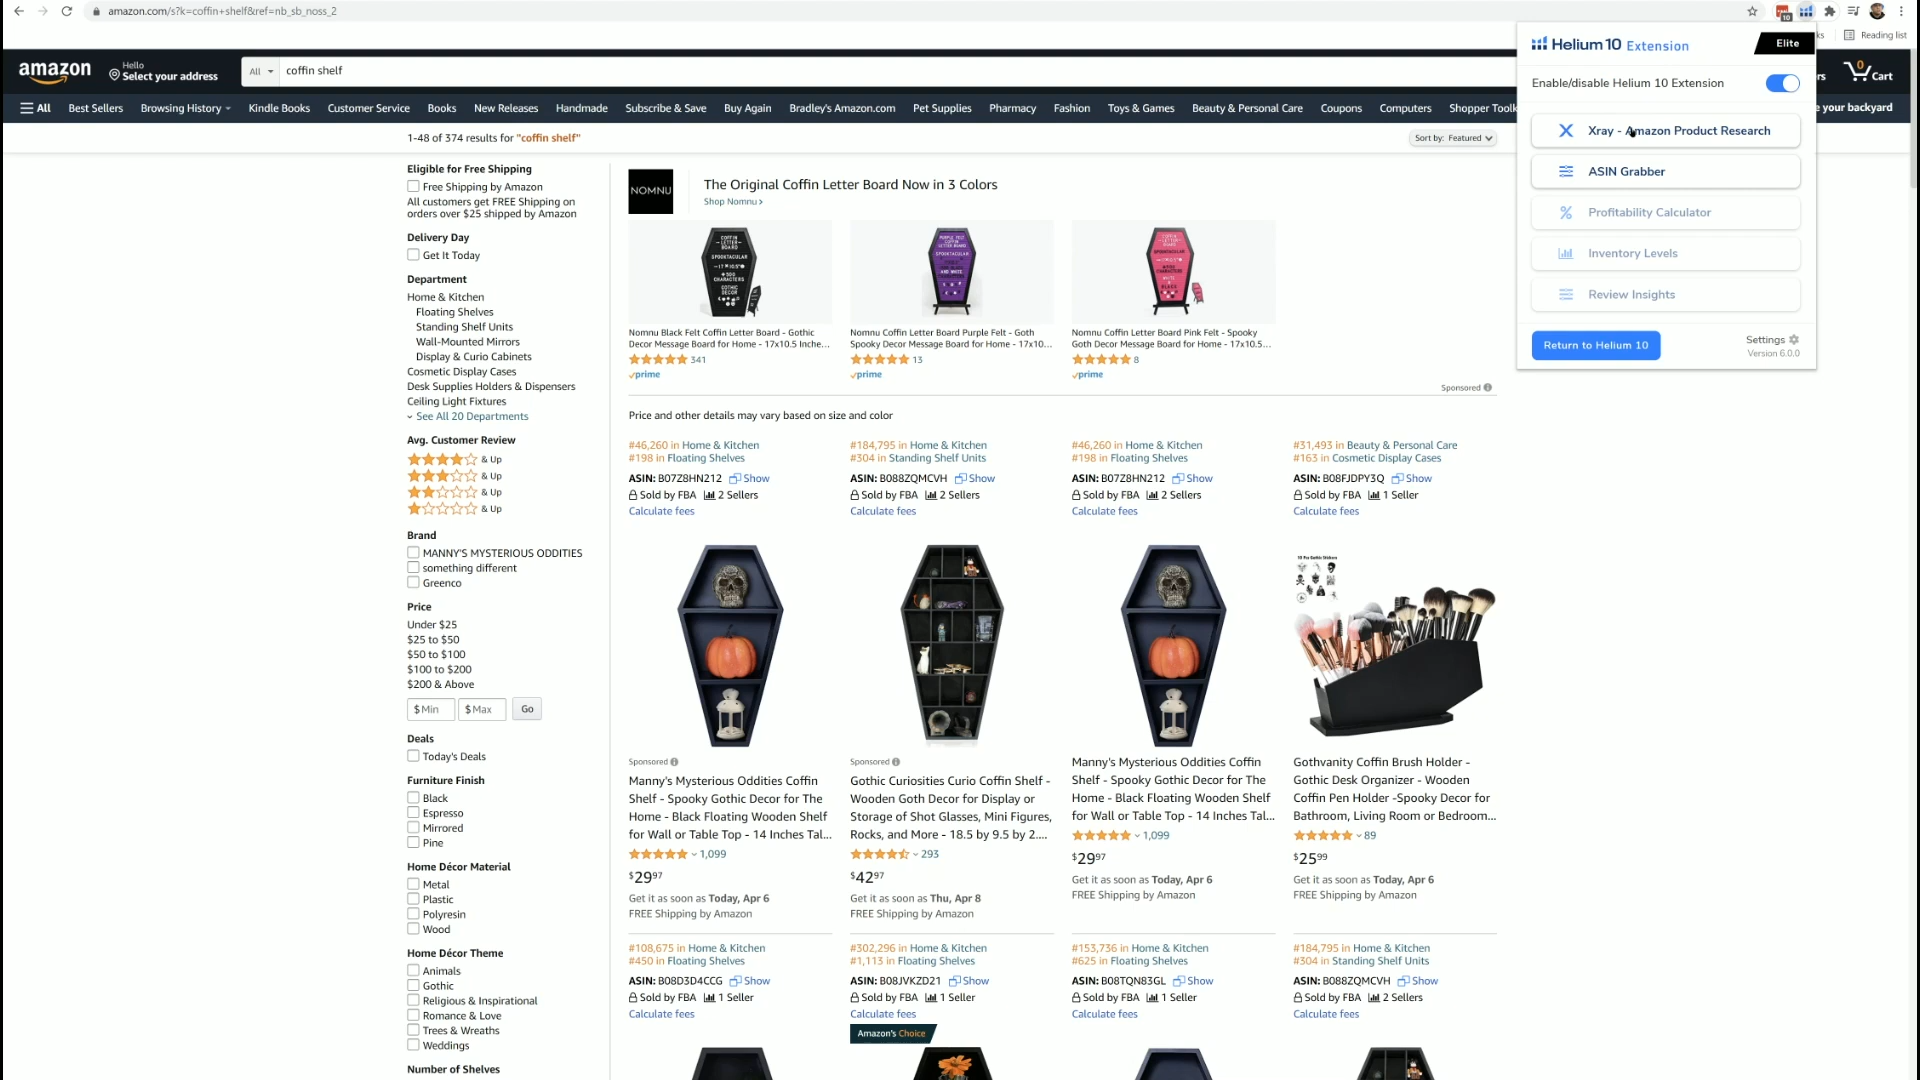 amazon.com/s?k=coffin+shelf&ref=nb_sb_noss_2
10
Reading list
Helium 10 Extension
Elite
Enable/disable Helium 10 Extension
Xray - Amazon Product Research
ASIN Grabber
Profitability Calculator
Inventory Levels
Review Insights
Return to Helium 10
Settings
Version 6.0.0
amazon
Hello
Select your address
All
coffin shelf
0
Cart
All
Best Sellers
Browsing History
Kindle Books
Customer Service
Books
New Releases
Handmade
Subscribe & Save
Buy Again
Bradley's Amazon.com
Pet Supplies
Pharmacy
Fashion
Toys & Games
Beauty & Personal Care
Coupons
Computers
Shopper Toolk
your backyard
1-48 of 374 results for "coffin shelf"
Sort by: Featured
Eligible for Free Shipping
Free Shipping by Amazon
All customers get FREE Shipping on
orders over $25 shipped by Amazon
Delivery Day
Get It Today
Department
Home & Kitchen
Floating Shelves
Standing Shelf Units
Wall-Mounted Mirrors
Display & Curio Cabinets
Cosmetic Display Cases
Desk Supplies Holders & Dispensers
Ceiling Light Fixtures
See All 20 Departments
Avg. Customer Review
& Up
& Up
& Up
& Up
Brand
MANNY'S MYSTERIOUS ODDITIES
something different
Greenco
Price
Under $25
$25 to $50
$50 to $100
$100 to $200
$200 & Above
$ Min
$ Max
Go
Deals
Today's Deals
Furniture Finish
Black
Espresso
Mirrored
Pine
Home Décor Material
Metal
Plastic
Polyresin
Wood
Home Décor Theme
Animals
Gothic
Religious & Inspirational
Romance & Love
Trees & Wreaths
Weddings
Number of Shelves
NOMNU
The Original Coffin Letter Board Now in 3 Colors
Shop Nomnu ›
COFFIN
LETTER
BOARD
SPOOKTACULAR
Nomnu Black Felt Coffin Letter Board - Gothic
Decor Message Board for Home - 17x10.5 Inche...
341
prime
Nomnu Coffin Letter Board Purple Felt - Goth
Spooky Decor Message Board for Home - 17x10...
13
prime
Nomnu Coffin Letter Board Pink Felt - Spooky
Goth Decor Message Board for Home - 17x10.5...
8
prime
Sponsored
Price and other details may vary based on size and color
#46,260 in Home & Kitchen
#198 in Floating Shelves
ASIN: B07Z8HN212 Show
Sold by FBA 2 Sellers
Calculate fees
#184,795 in Home & Kitchen
#304 in Standing Shelf Units
ASIN: B088ZQMCVH Show
Sold by FBA 2 Sellers
Calculate fees
#46,260 in Home & Kitchen
#198 in Floating Shelves
ASIN: B07Z8HN212 Show
Sold by FBA 2 Sellers
Calculate fees
#31,493 in Beauty & Personal Care
#163 in Cosmetic Display Cases
ASIN: B08FJDPY3Q Show
Sold by FBA 1 Seller
Calculate fees
Sponsored
Manny's Mysterious Oddities Coffin
Shelf - Spooky Gothic Decor for The
Home - Black Floating Wooden Shelf
for Wall or Table Top - 14 Inches Tal...
1,099
$29 97
Get it as soon as Today, Apr 6
FREE Shipping by Amazon
Sponsored
Gothic Curiosities Curio Coffin Shelf -
Wooden Goth Decor for Display or
Storage of Shot Glasses, Mini Figures,
Rocks, and More - 18.5 by 9.5 by 2....
293
$42 97
Get it as soon as Thu, Apr 8
FREE Shipping by Amazon
Manny's Mysterious Oddities Coffin
Shelf - Spooky Gothic Decor for The
Home - Black Floating Wooden Shelf
for Wall or Table Top - 14 Inches Tal...
1,099
$29 97
Get it as soon as Today, Apr 6
FREE Shipping by Amazon
Gothvanity Coffin Brush Holder -
Gothic Desk Organizer - Wooden
Coffin Pen Holder -Spooky Decor for
Bathroom, Living Room or Bedroom...
89
$25 99
Get it as soon as Today, Apr 6
FREE Shipping by Amazon
#108,675 in Home & Kitchen
#450 in Floating Shelves
ASIN: B08D3D4CCG Show
Sold by FBA 1 Seller
Calculate fees
#302,296 in Home & Kitchen
#1,113 in Floating Shelves
ASIN: B08JVKZD21 Show
Sold by FBA 1 Seller
Calculate fees
Amazon's Choice
#153,736 in Home & Kitchen
#625 in Floating Shelves
ASIN: B08TQN83GL Show
Sold by FBA 1 Seller
Calculate fees
#184,795 in Home & Kitchen
#304 in Standing Shelf Units
ASIN: B088ZQMCVH Show
Sold by FBA 2 Sellers
Calculate fees